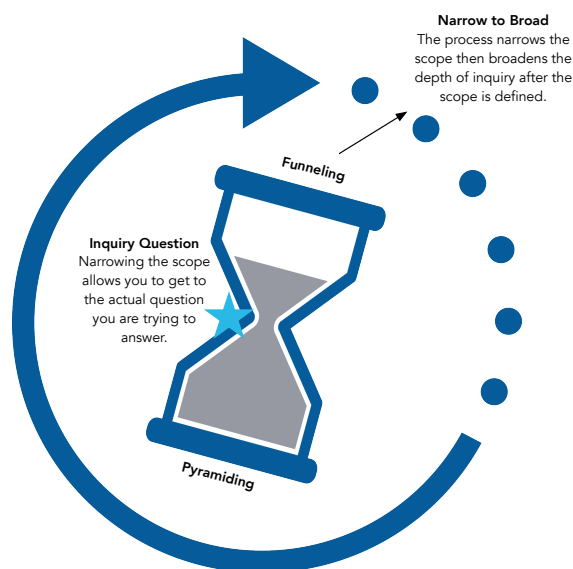 Narrow to Broad
The process narrows the
scope then broadens the
depth of inquiry after the
scope is defined.
Funneling
Inquiry Question
Narrowing the scope
allows you to get to
the actual question
you are trying to
answer.
Pyramiding